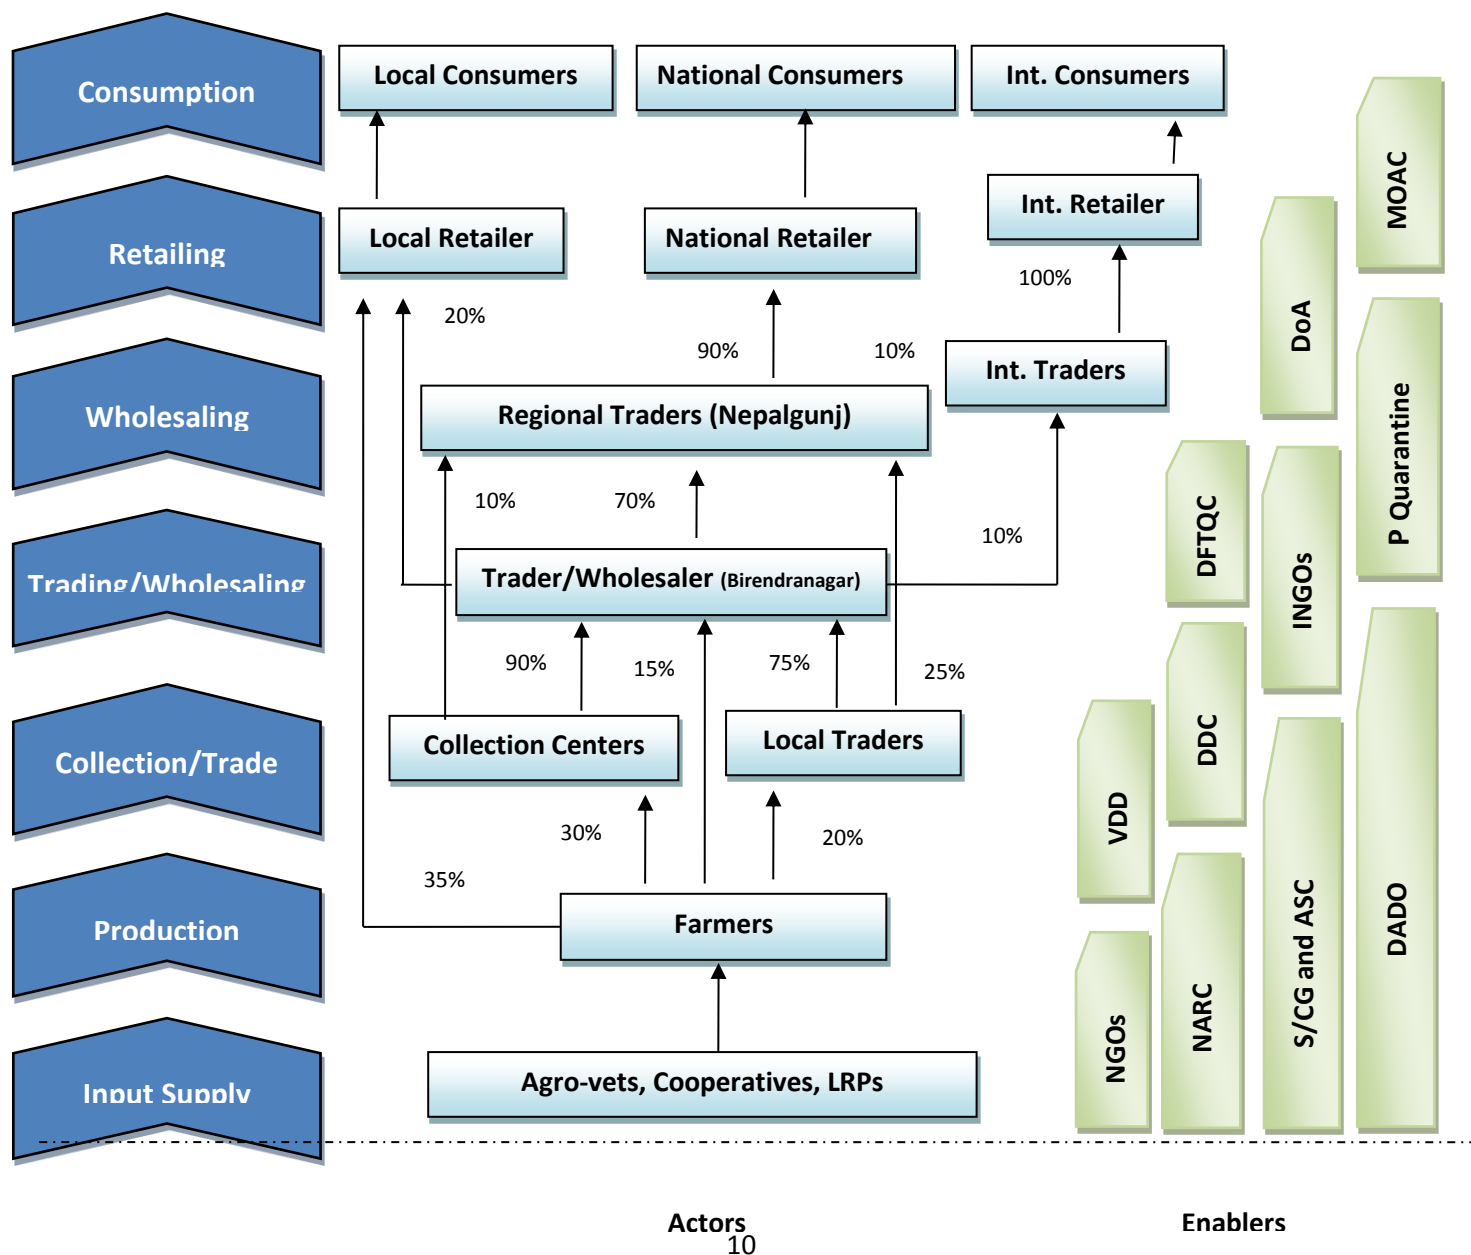 Consumption
Local Consumers
National Consumers
Int. Consumers
MOAC
Retailing
Local Retailer
National Retailer
Int. Retailer
DoA
100%
20%
90%
10%
Wholesaling
Regional Traders (Nepalgunj)
Int. Traders
P Quarantine
10%
70%
10%
DFTQC
INGOs
Trading/Wholesaling
Trader/Wholesaler (Birendranagar)
90%
15%
75%
25%
Collection/Trade
Collection Centers
Local Traders
DDC
VDD
30%
20%
35%
Production
Farmers
S/CG and ASC
DADO
NGOs
NARC
Input Supply
Agro-vets, Cooperatives, LRPs
Actors
Enablers
10